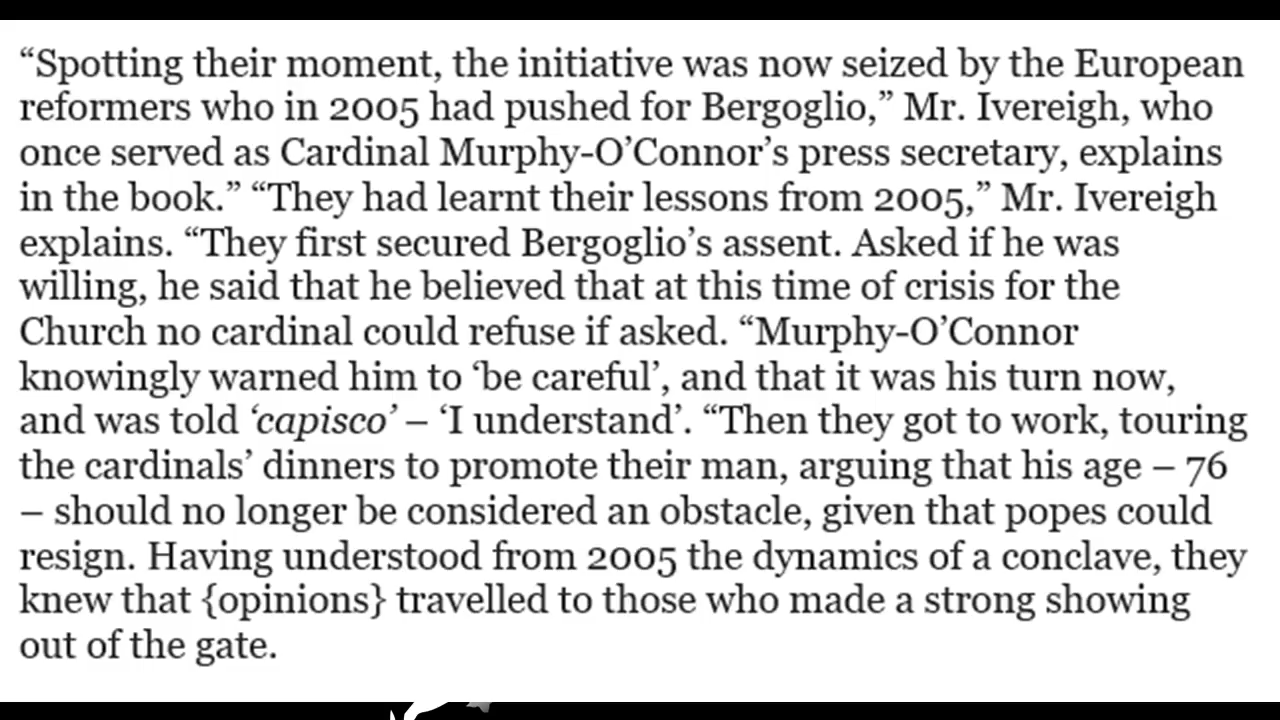 “Spotting their moment, the initiative was now seized by the European
reformers who in 2005 had pushed for Bergoglio,” Mr. Ivereigh, who
once served as Cardinal Murphy-O’Connor’s press secretary, explains
in the book.” “They had learnt their lessons from 2005,” Mr. Ivereigh
explains. “They first secured Bergoglio’s assent. Asked if he was
willing, he said that he believed that at this time of crisis for the
Church no cardinal could refuse if asked. “Murphy-O’Connor
knowingly warned him to ‘be careful’, and that it was his turn now,
and was told ‘capisco’ – ‘I understand’. “Then they got to work, touring
the cardinals’ dinners to promote their man, arguing that his age – 76
– should no longer be considered an obstacle, given that popes could
resign. Having understood from 2005 the dynamics of a conclave, they
knew that {opinions} travelled to those who made a strong showing
out of the gate.